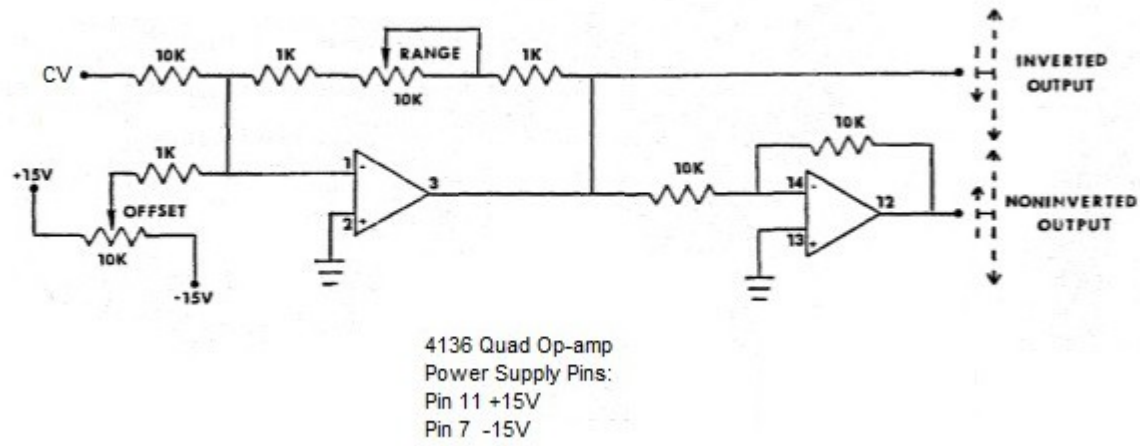 10K
1K
RANGE
10K
1K
CV
INVERTED
OUTPUT
10K
1K
+15V
OFFSET
10K
-15V
1
-
2
+
3
10K
14
-
13
+
12
NONINVERTED
OUTPUT
4136 Quad Op-amp
Power Supply Pins:
Pin 11 +15V
Pin 7 -15V